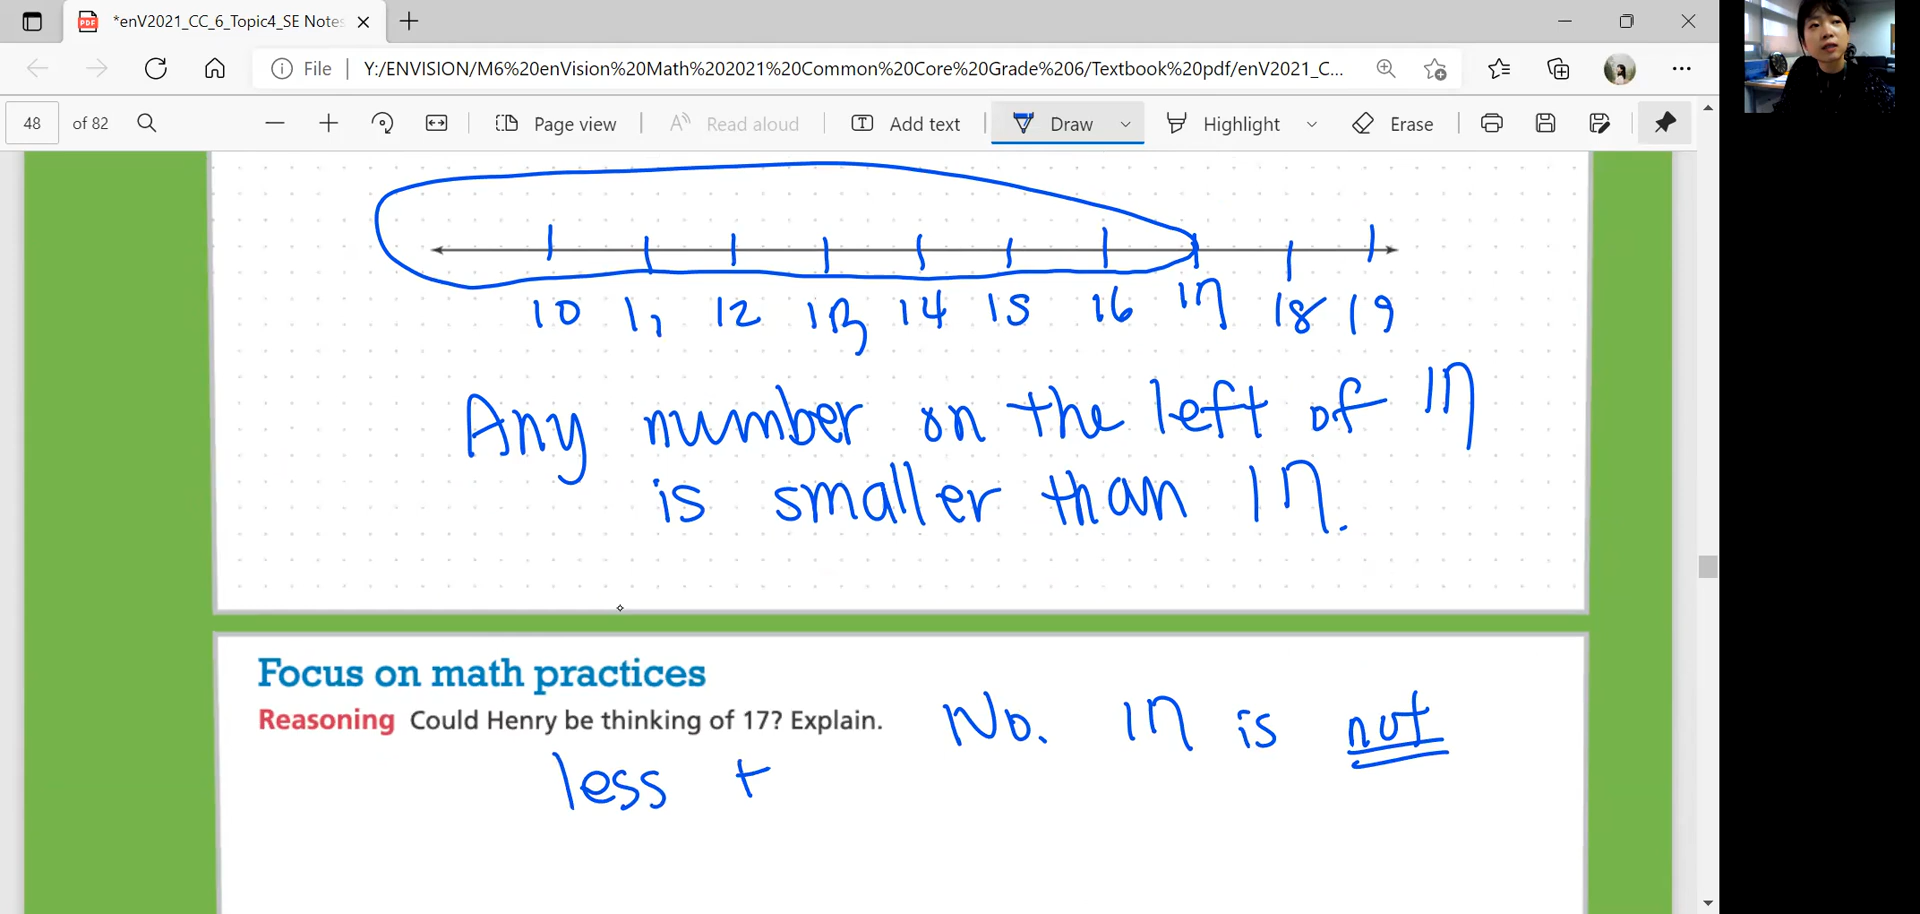 *enV2021_CC_6_Topic4_SE Notes
File Y:/ENVISION/M6%20enVision%20Math%202021%20Common%20Core%20Grade%206/Textbook%20pdf/enV2021_C...
48 of 82 Page view Read aloud Add text Draw Highlight Erase
10 11 12 13 14 15 16 17 18 19
Any number on the left of 17
is smaller than 17.
Focus on math practices
Reasoning Could Henry be thinking of 17? Explain. No. 17 is not
less t